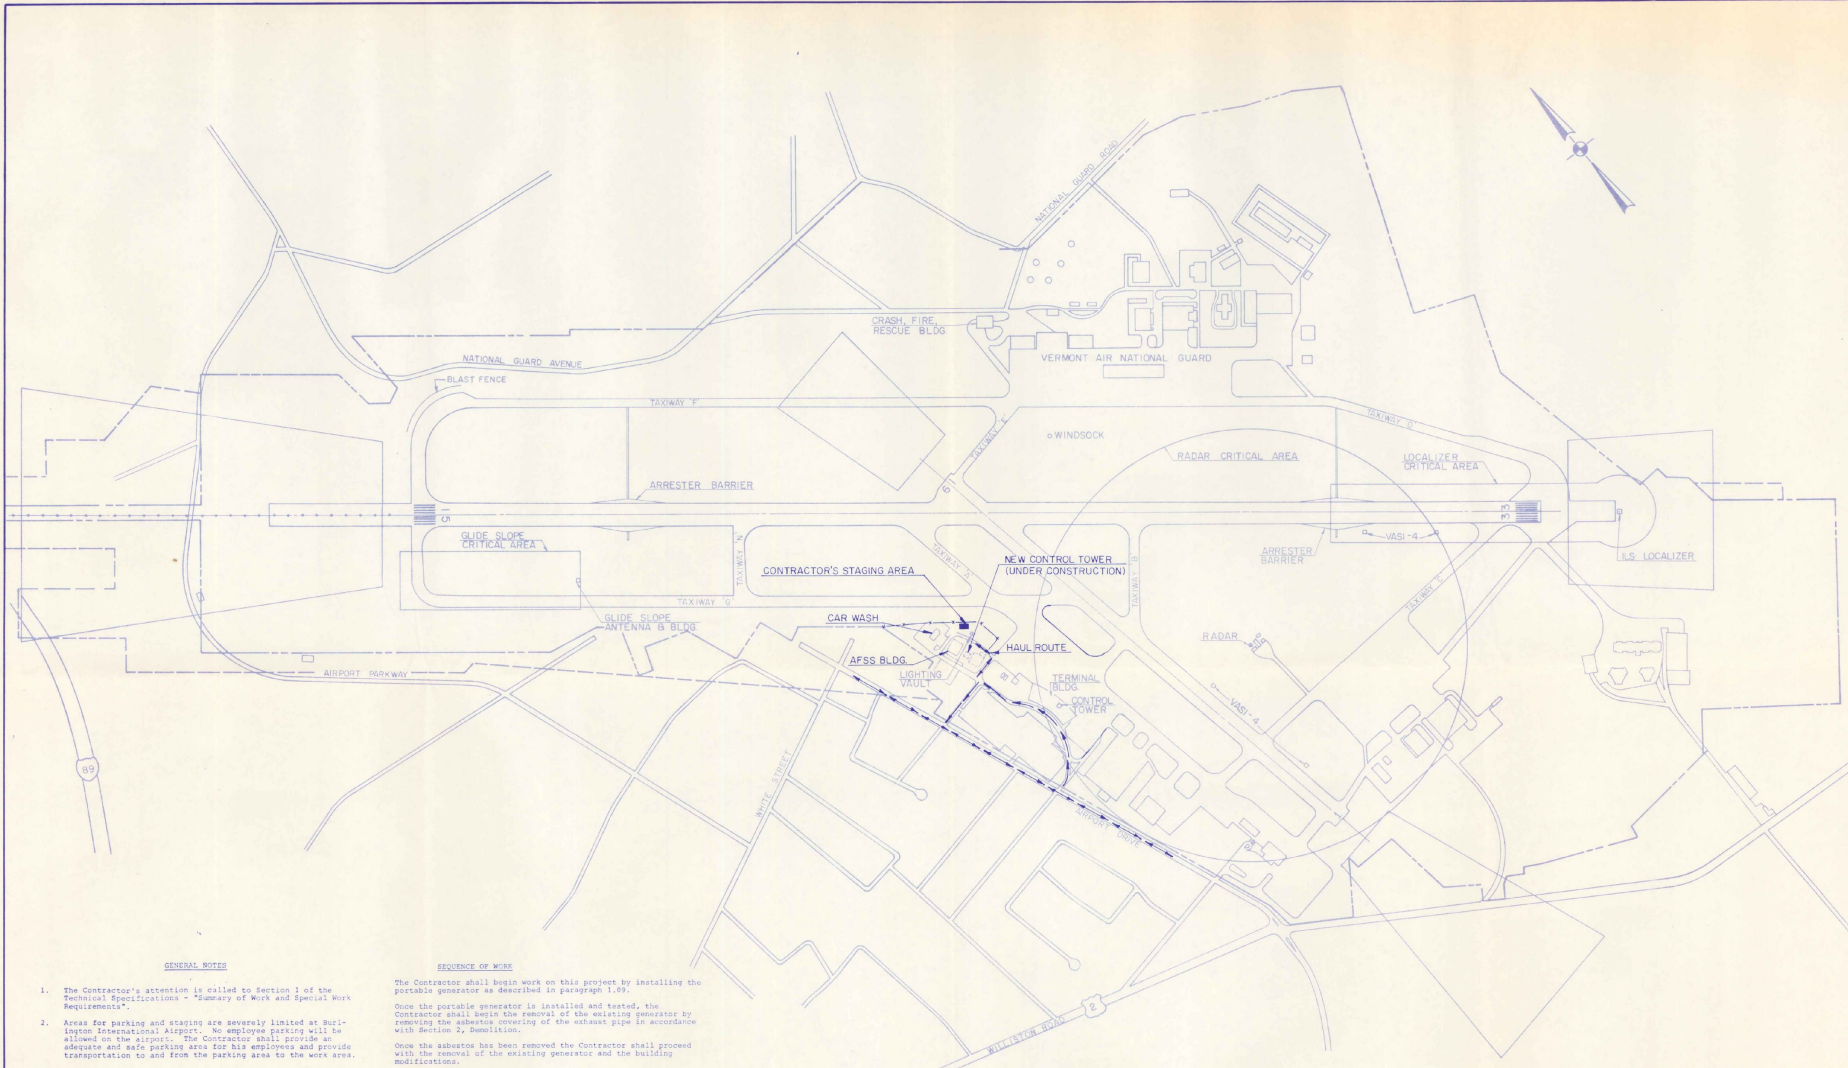 NATIONAL GUARD ROAD
CRASH, FIRE,
RESCUE BLDG.
VERMONT AIR NATIONAL GUARD
NATIONAL GUARD AVENUE
BLAST FENCE
TAXIWAY 'F'
TAXIWAY 'E'
WINDSOCK
TAXIWAY 'C'
RADAR CRITICAL AREA
LOCALIZER
CRITICAL AREA
ARRESTER BARRIER
19
15
33
GLIDE SLOPE
CRITICAL AREA
TAXIWAY 'N'
TAXIWAY 'A'
NEW CONTROL TOWER
(UNDER CONSTRUCTION)
TAXIWAY 'B'
ARRESTER
BARRIER
VASI-4
ILS LOCALIZER
CONTRACTOR'S STAGING AREA
TAXIWAY 'G'
TAXIWAY 'C'
GLIDE SLOPE
ANTENNA & BLDG.
CAR WASH
HAUL ROUTE
RADAR
AFSS BLDG.
LIGHTING
VAULT
TERMINAL
BLDG.
CONTROL
TOWER
AIRPORT PARKWAY
VASI-4
89
WHITE STREET
AIRPORT DRIVE
2
WILLISTON ROAD
GENERAL NOTES
1. The Contractor's attention is called to Section 1 of the
Technical Specifications - "Summary of Work and Special Work
Requirements".
2. Areas for parking and staging are severely limited at Burl-
ington International Airport. No employee parking will be
allowed on the airport. The Contractor shall provide an
adequate and safe parking area for his employees and provide
transportation to and from the parking area to the work area.
SEQUENCE OF WORK
The Contractor shall begin work on this project by installing the
portable generator as described in paragraph 1.09.
Once the portable generator is installed and tested, the
Contractor shall begin the removal of the existing generator by
removing the asbestos covering of the exhaust pipe in accordance
with Section 2, Demolition.
Once the asbestos has been removed the Contractor shall proceed
with the removal of the existing generator and the building
modifications.